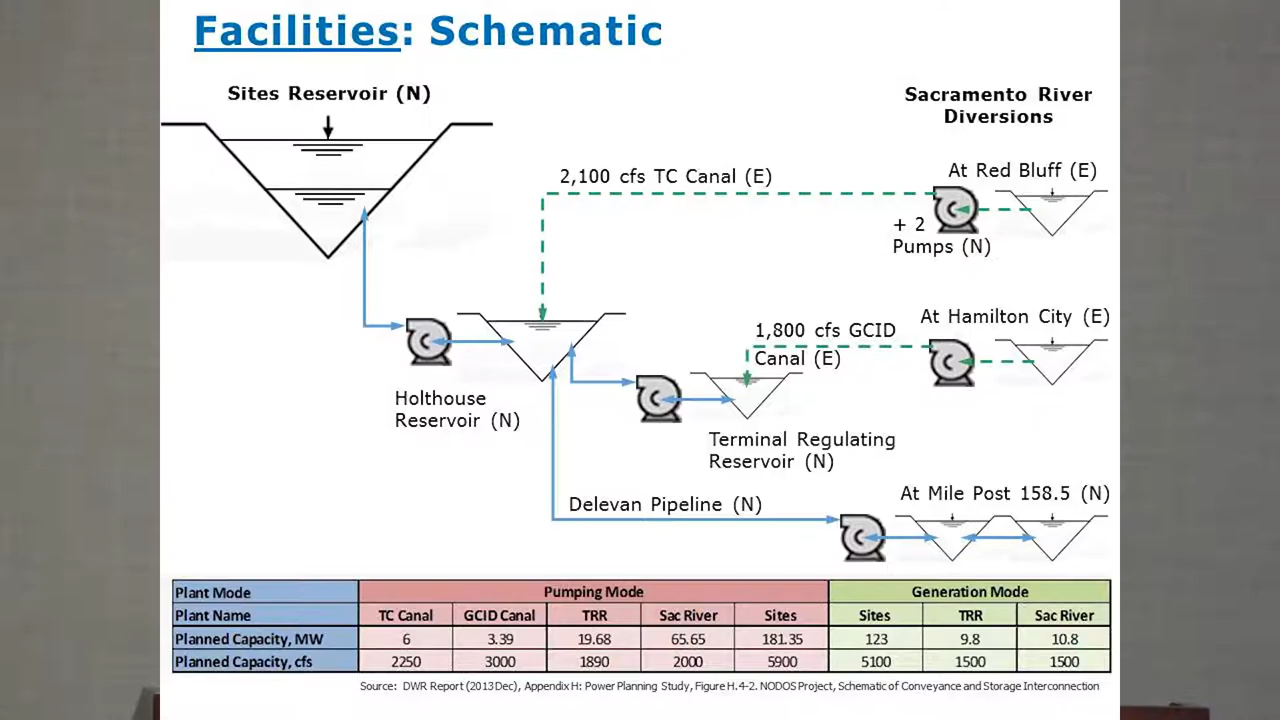 Facilities: Schematic
Sites Reservoir (N)
Sacramento River
Diversions
2,100 cfs TC Canal (E)
At Red Bluff (E)
+ 2
Pumps (N)
At Hamilton City (E)
1,800 cfs GCID
Canal (E)
Holthouse
Reservoir (N)
Terminal Regulating
Reservoir (N)
At Mile Post 158.5 (N)
Delevan Pipeline (N)
Plant Mode Pumping Mode Generation Mode
Plant Name TC Canal GCID Canal TRR Sac River Sites Sites TRR Sac River
Planned Capacity, MW 6 3.39 19.68 65.65 181.35 123 9.8 10.8
Planned Capacity, cfs 2250 3000 1890 2000 5900 5100 1500 1500
Source: DWR Report (2013 Dec), Appendix H: Power Planning Study, Figure H.4-2. NODOS Project, Schematic of Conveyance and Storage Interconnection